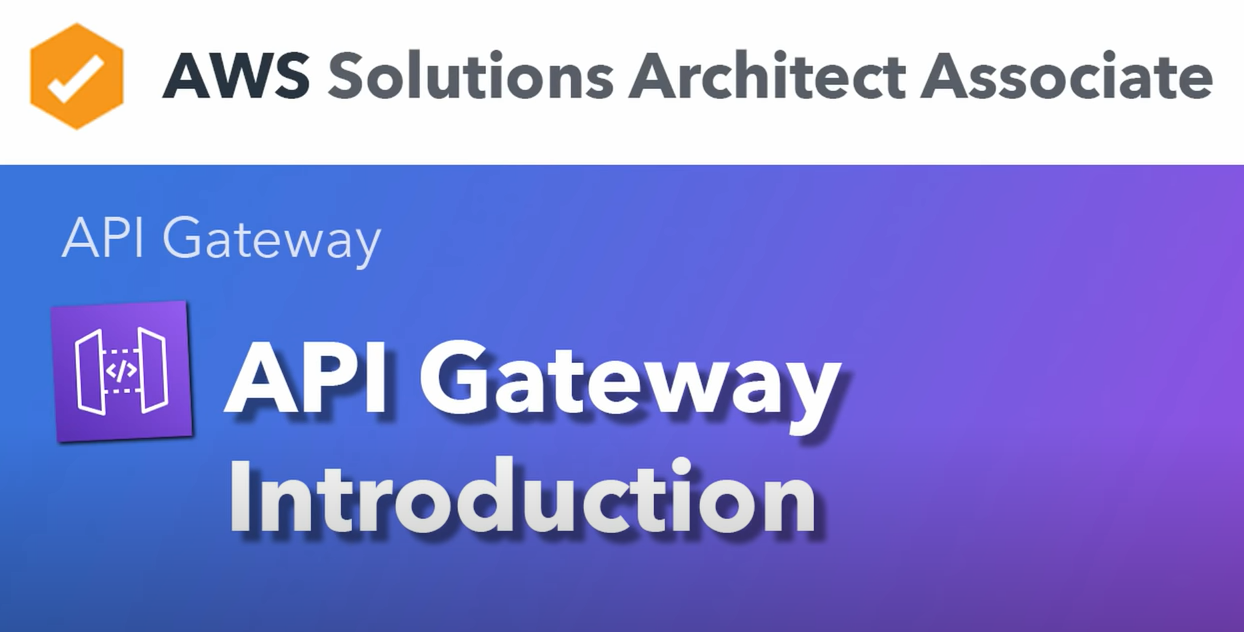 AWS Solutions Architect Associate
API Gateway
</>
API Gateway
Introduction